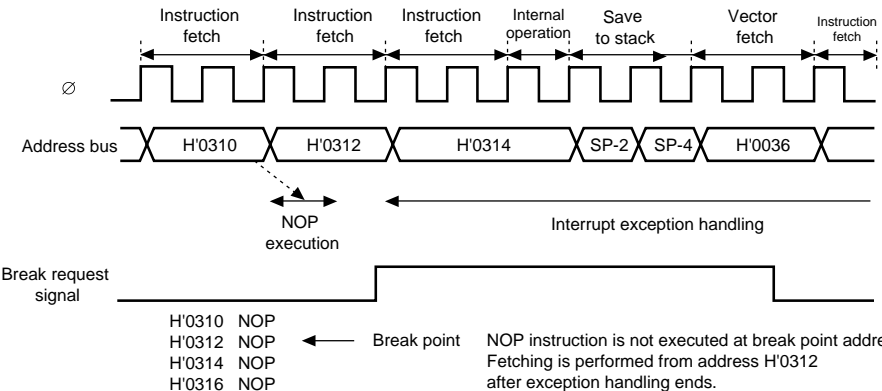 Instruction fetch
Instruction fetch
Instruction fetch
Internal operation
Save to stack
Vector fetch
Instruction fetch
∅
Address bus
H'0310
H'0312
H'0314
SP-2
SP-4
H'0036
NOP execution
Interrupt exception handling
Break request signal
H'0310 NOP
H'0312 NOP
H'0314 NOP
H'0316 NOP
Break point
NOP instruction is not executed at break point addre
Fetching is performed from address H'0312
after exception handling ends.